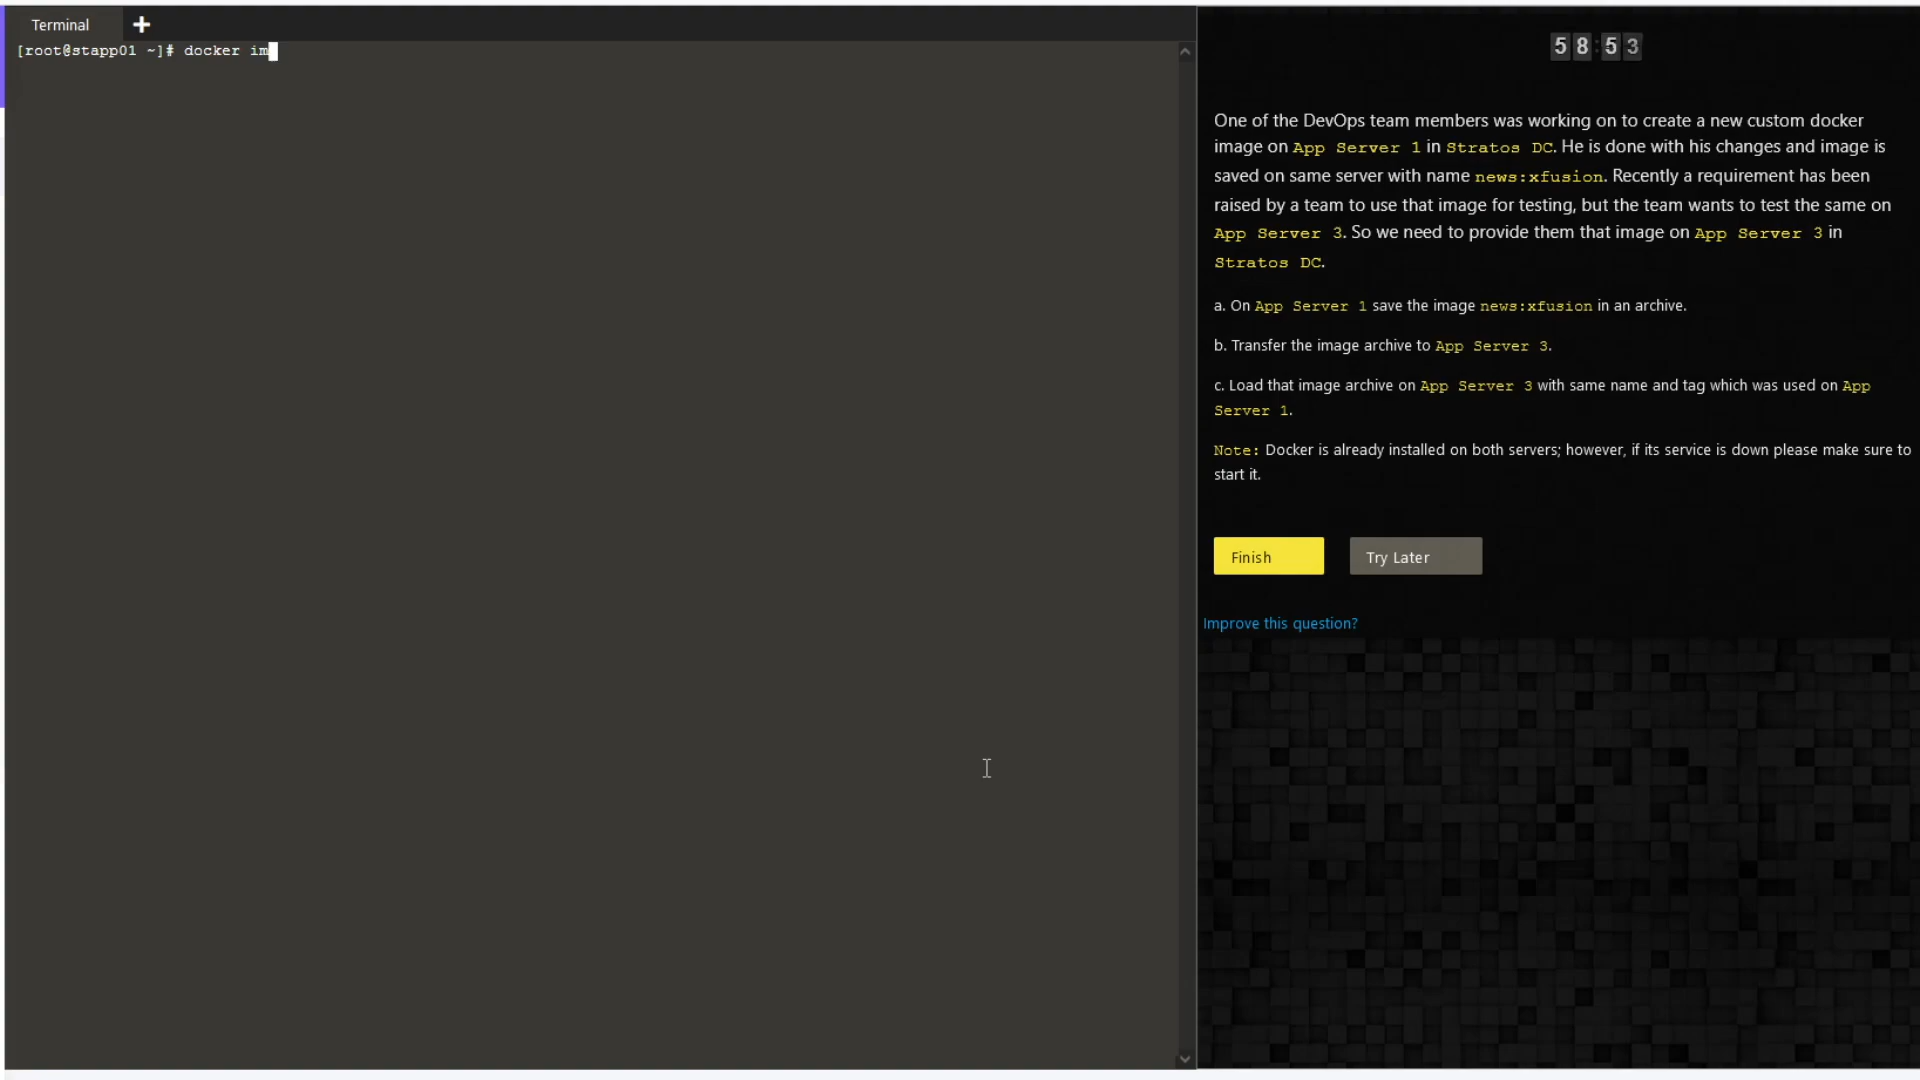 Terminal
[root@stapp01 ~]# docker im
58:53
One of the DevOps team members was working on to create a new custom docker
image on App Server 1 in Stratos DC. He is done with his changes and image is
saved on same server with name news:xfusion. Recently a requirement has been
raised by a team to use that image for testing, but the team wants to test the same on
App Server 3. So we need to provide them that image on App Server 3 in
Stratos DC.
a. On App Server 1 save the image news:xfusion in an archive.
b. Transfer the image archive to App Server 3.
c. Load that image archive on App Server 3 with same name and tag which was used on App
Server 1.
Note: Docker is already installed on both servers; however, if its service is down please make sure to
start it.
Finish
Try Later
Improve this question?